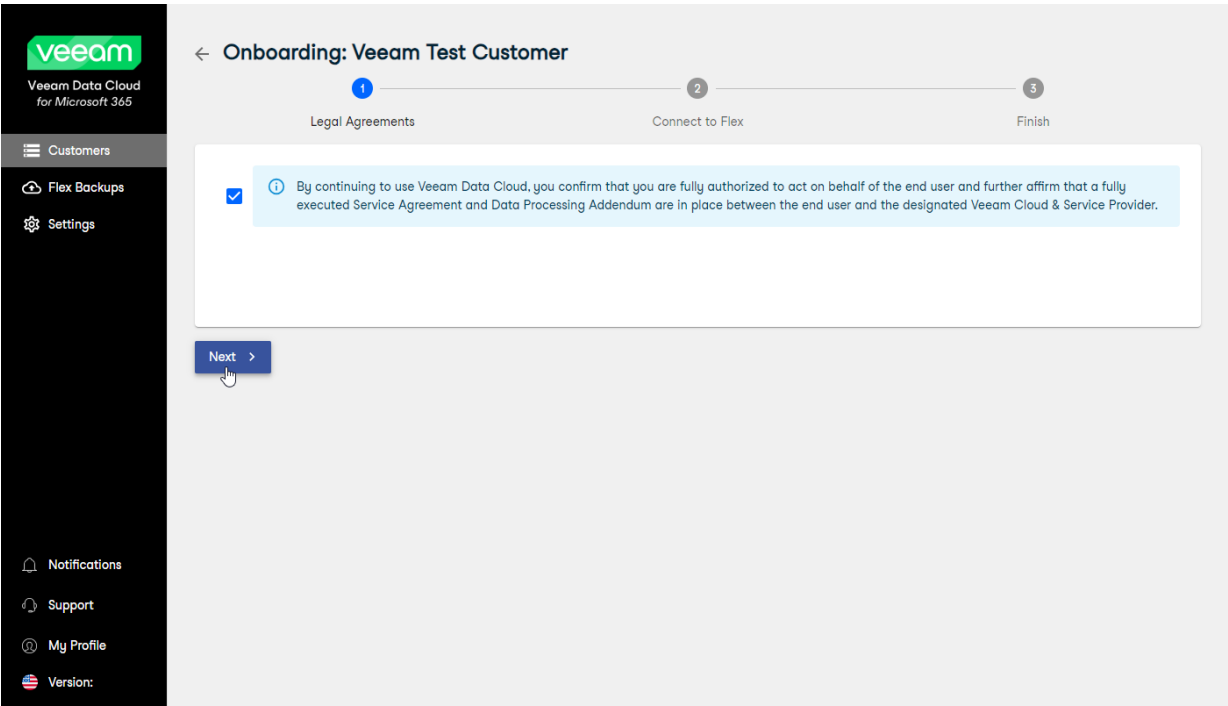 veeam
Veeam Data Cloud
for Microsoft 365
Customers
Flex Backups
Settings
Notifications
Support
My Profile
Version:
Onboarding: Veeam Test Customer
1
2
3
Legal Agreements
Connect to Flex
Finish
By continuing to use Veeam Data Cloud, you confirm that you are fully authorized to act on behalf of the end user and further affirm that a fully
executed Service Agreement and Data Processing Addendum are in place between the end user and the designated Veeam Cloud & Service Provider.
Next